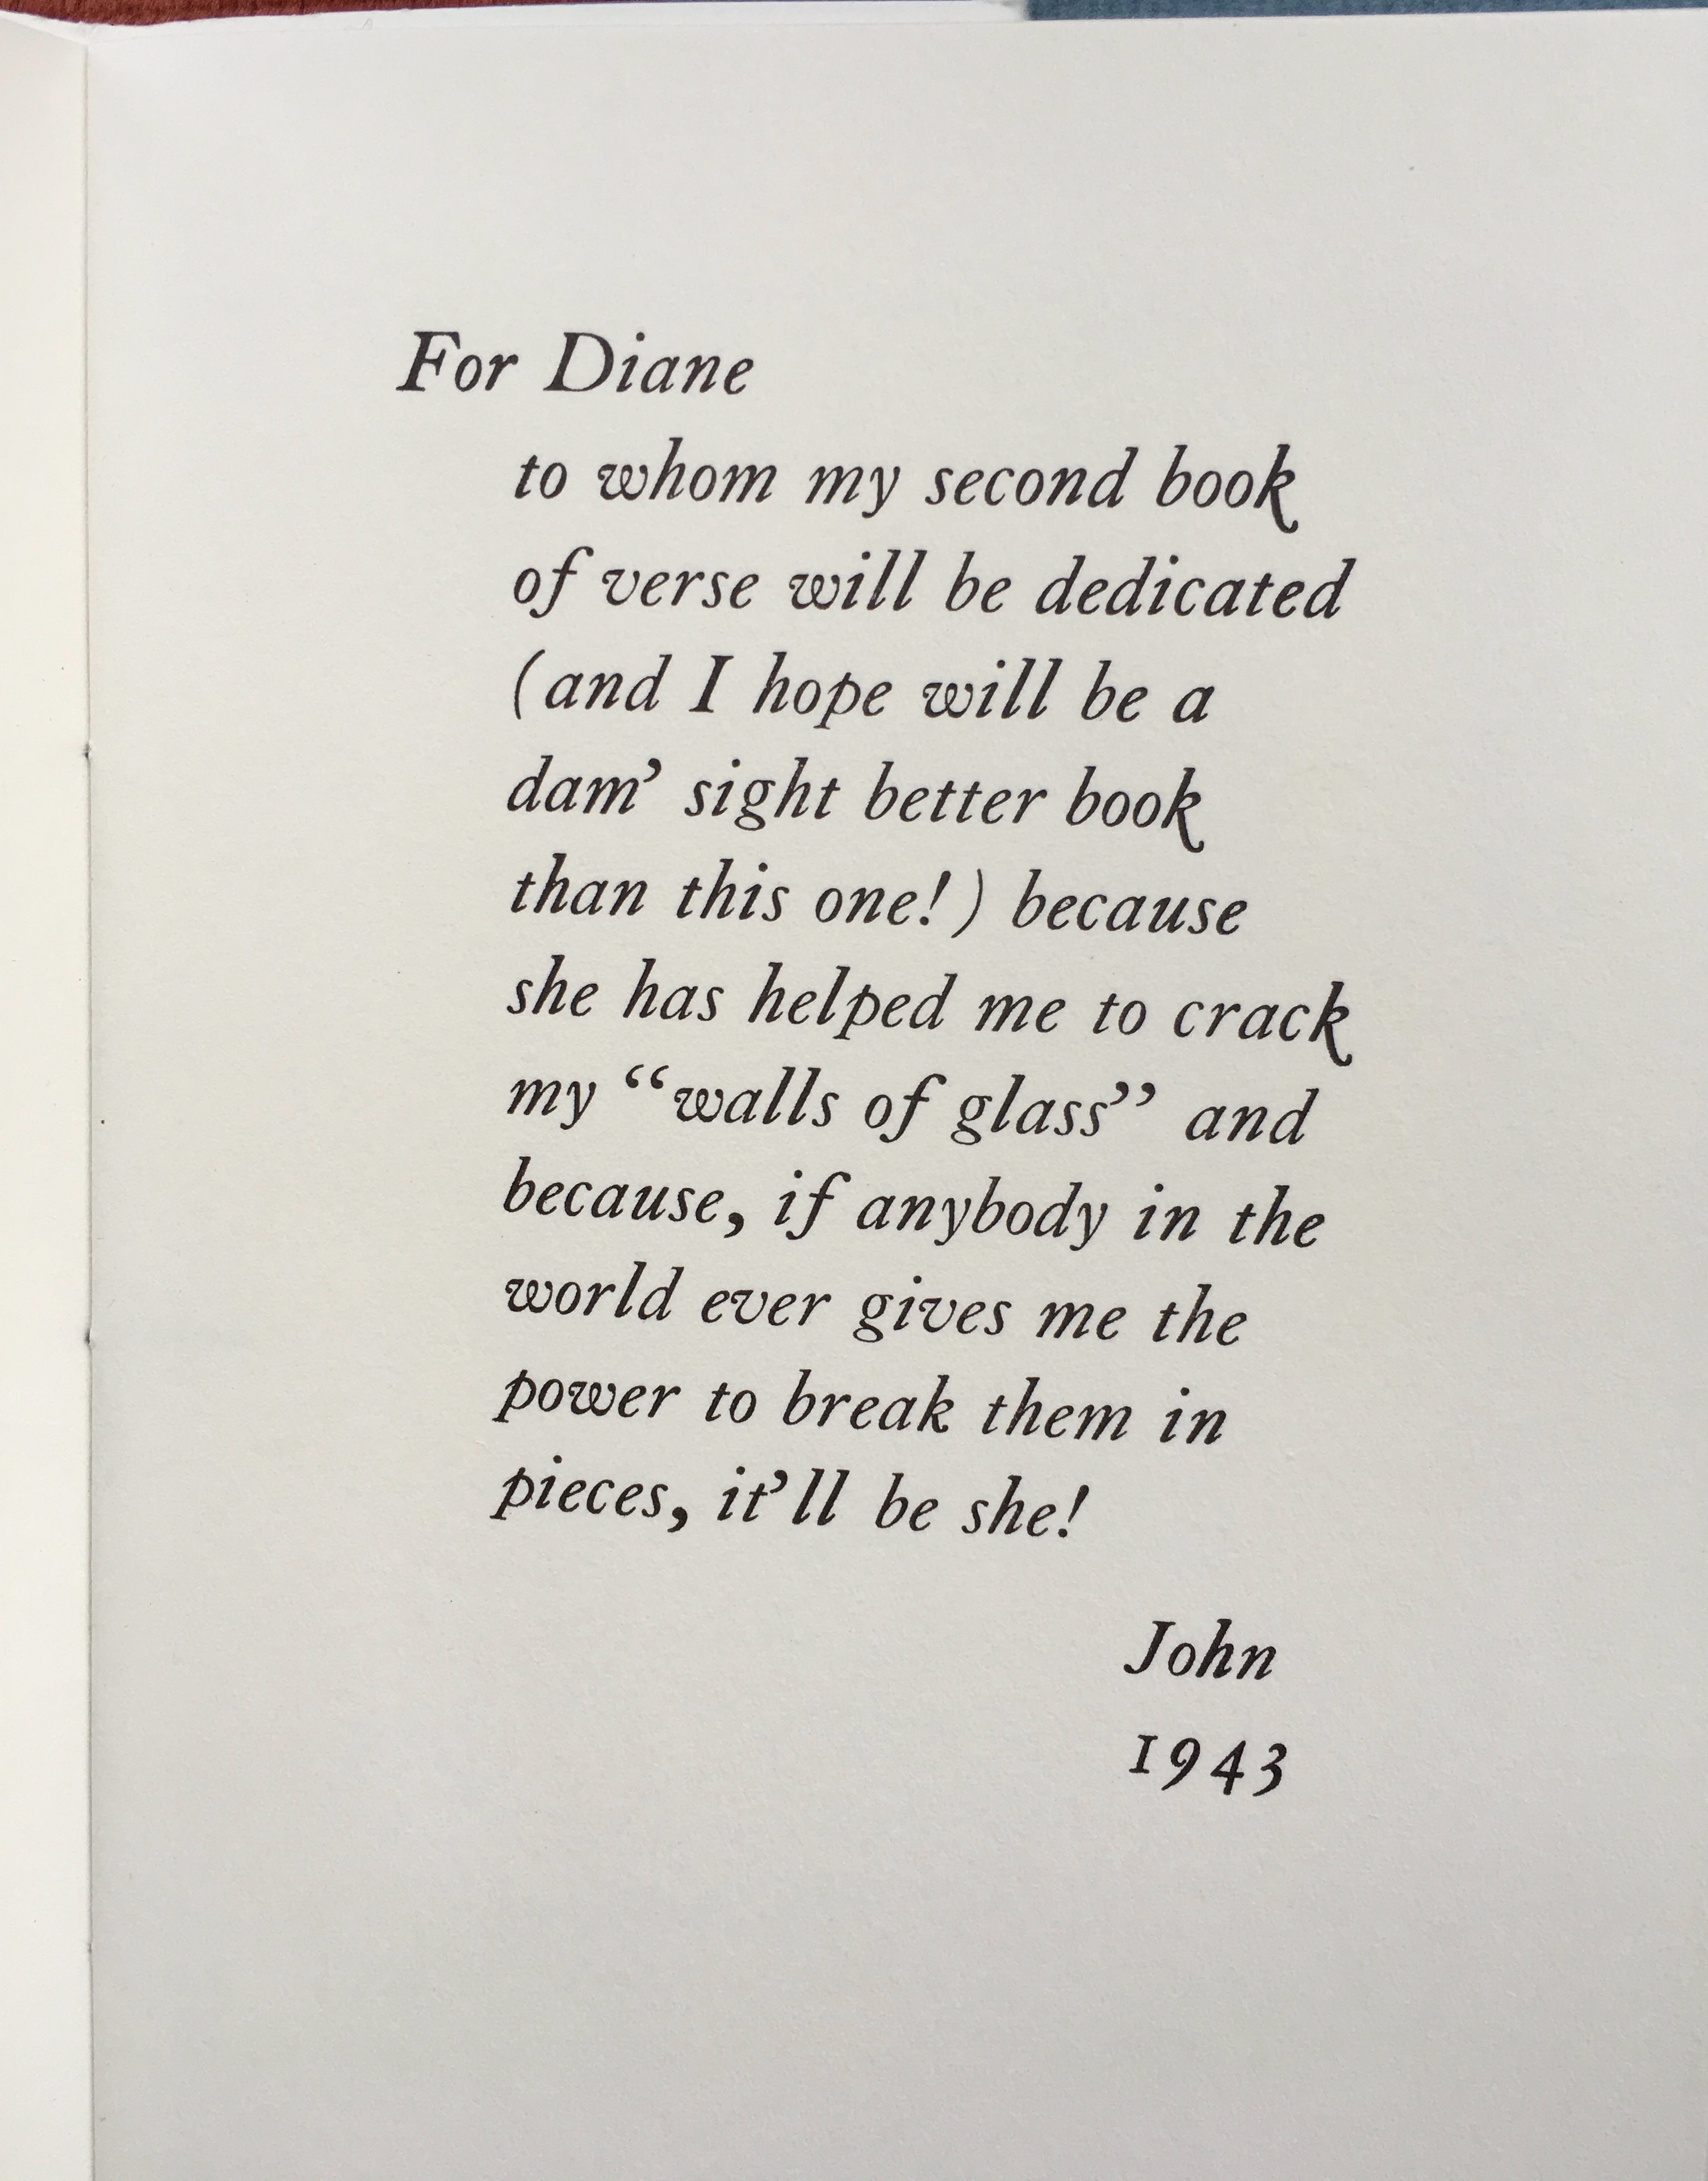 For Diane
to whom my second book
of verse will be dedicated
(and I hope will be a
dam’ sight better book
than this one!) because
she has helped me to crack
my “walls of glass” and
because, if anybody in the
world ever gives me the
power to break them in
pieces, it’ll be she!
John
1943